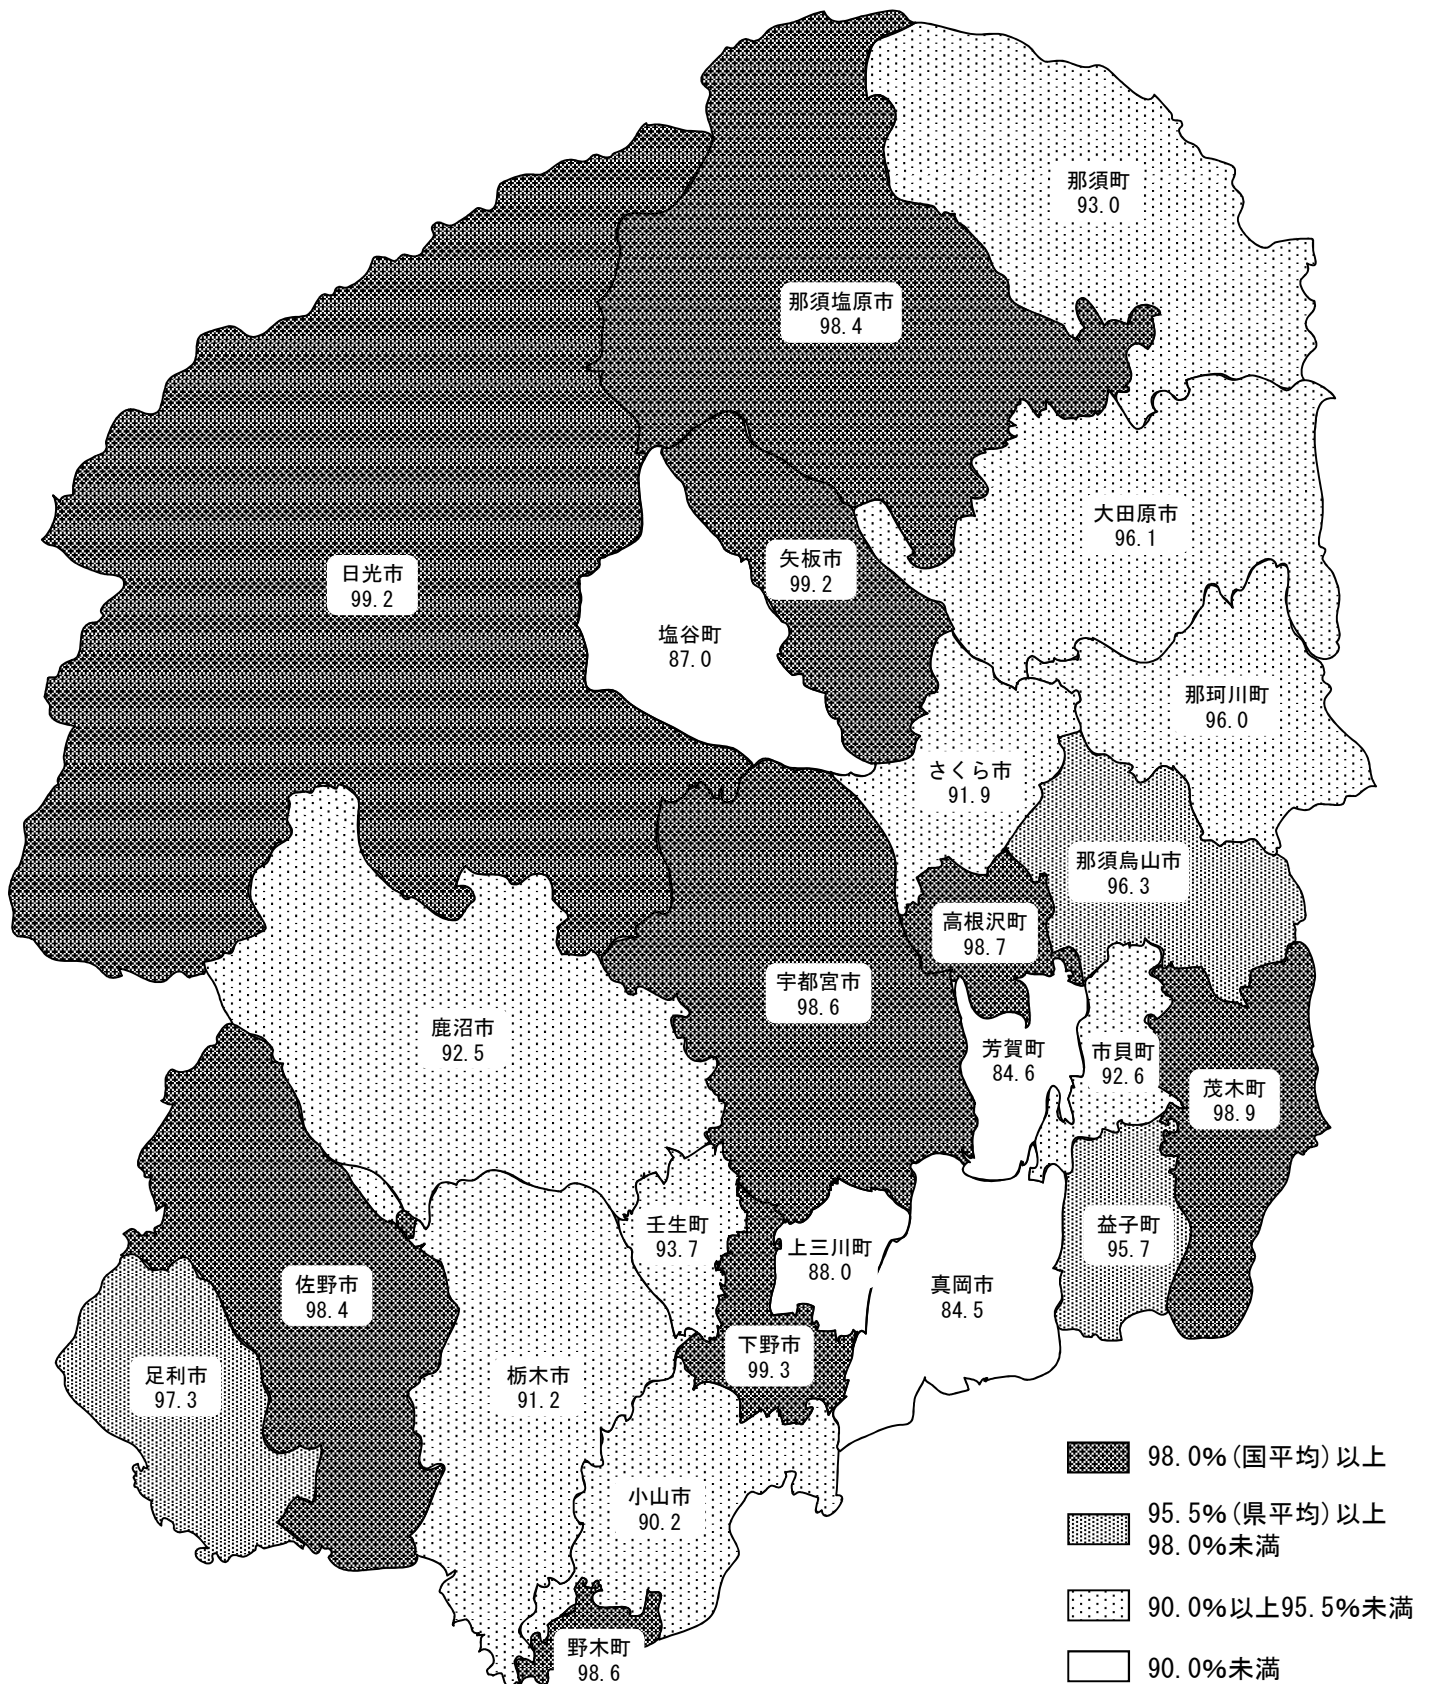 那須町
93.0
那須塩原市
98.4
大田原市
96.1
矢板市
99.2
日光市
99.2
塩谷町
87.0
那珂川町
96.0
さくら市
91.9
那須烏山市
96.3
高根沢町
98.7
宇都宮市
98.6
鹿沼市
92.5
芳賀町
84.6
市貝町
92.6
茂木町
98.9
壬生町
93.7
上三川町
88.0
益子町
95.7
真岡市
84.5
佐野市
98.4
下野市
99.3
足利市
97.3
栃木市
91.2
小山市
90.2
野木町
98.6
98.0%(国平均)以上
95.5%(県平均)以上
98.0%未満
90.0%以上95.5%未満
90.0%未満